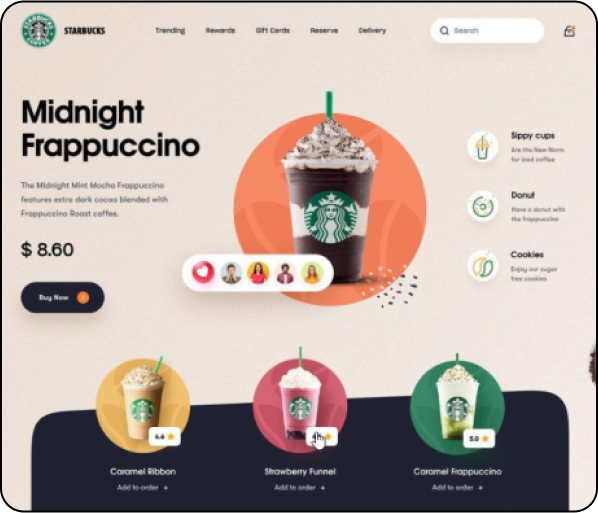 STARBUCKS
COFFEE
STARBUCKS
Trending
Rewards
Gift Cards
Reserve
Delivery
Search
Midnight
Frappuccino
The Midnight Mint Mocha Frappuccino
features extra dark cocoa blended with
Frappuccino Roast coffee.
$ 8.60
Buy Now
Sippy cups
Are the New Norm
for iced coffee
Donut
Have a donut with
the frappuccino
Cookies
Enjoy our sugar
free cookies
4.6
5.0
Caramel Ribbon
Strawberry Funnel
Caramel Frappuccino
Add to order +
Add to order +
Add to order +